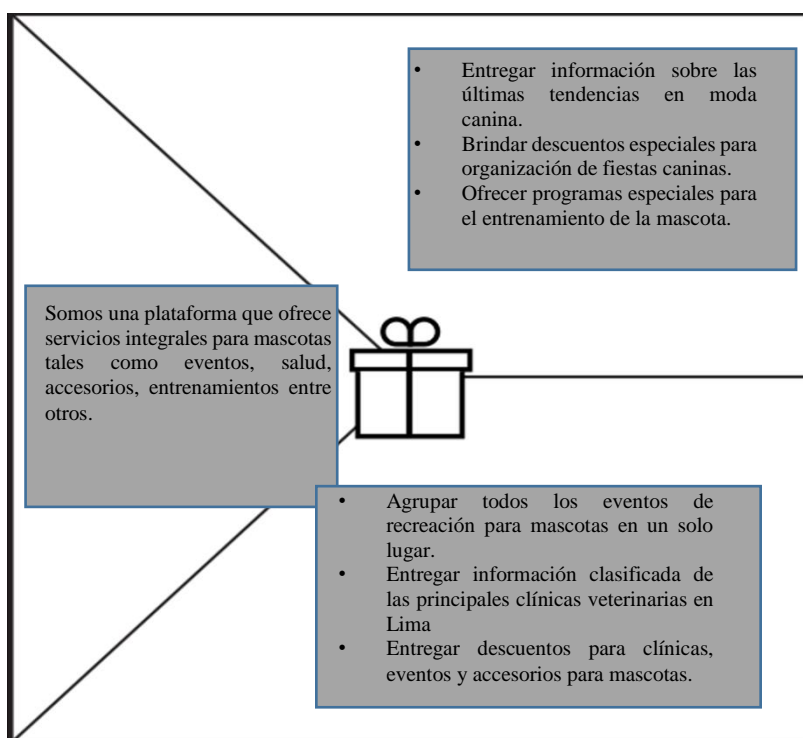 • Entregar información sobre las
últimas tendencias en moda
canina.
• Brindar descuentos especiales para
organización de fiestas caninas.
• Ofrecer programas especiales para
el entrenamiento de la mascota.
Somos una plataforma que ofrece
servicios integrales para mascotas
tales como eventos, salud,
accesorios, entrenamientos entre
otros.
• Agrupar todos los eventos de
recreación para mascotas en un solo
lugar.
• Entregar información clasificada de
las principales clínicas veterinarias en
Lima
• Entregar descuentos para clínicas,
eventos y accesorios para mascotas.